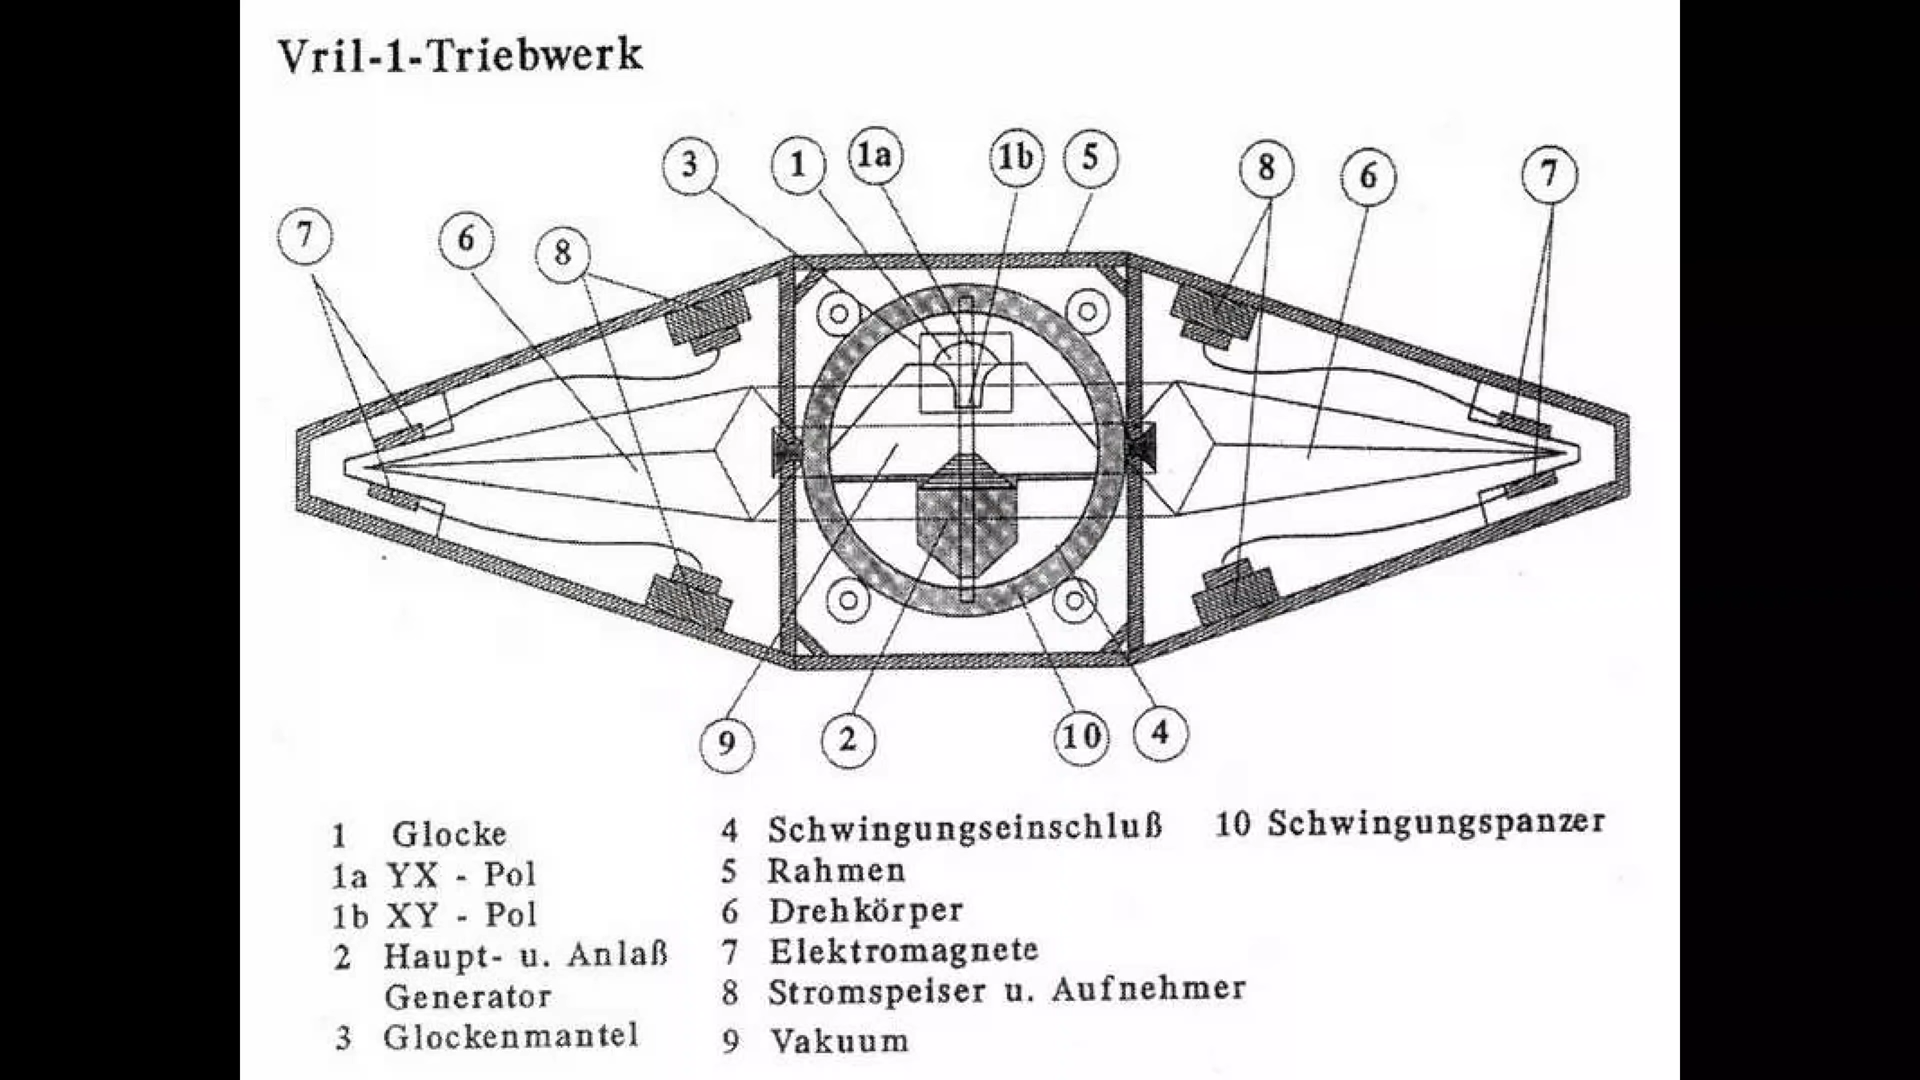 Vril-1-Triebwerk
3 1 1a 1b 5 8 6 7
7 6 8
9 2 10 4
1 Glocke
1a YX - Pol
1b XY - Pol
2 Haupt- u. Anlaß
Generator
3 Glockenmantel
4 Schwingungseinschluß
5 Rahmen
6 Drehkörper
7 Elektromagnete
8 Stromspeiser u. Aufnehmer
9 Vakuum
10 Schwingungspanzer